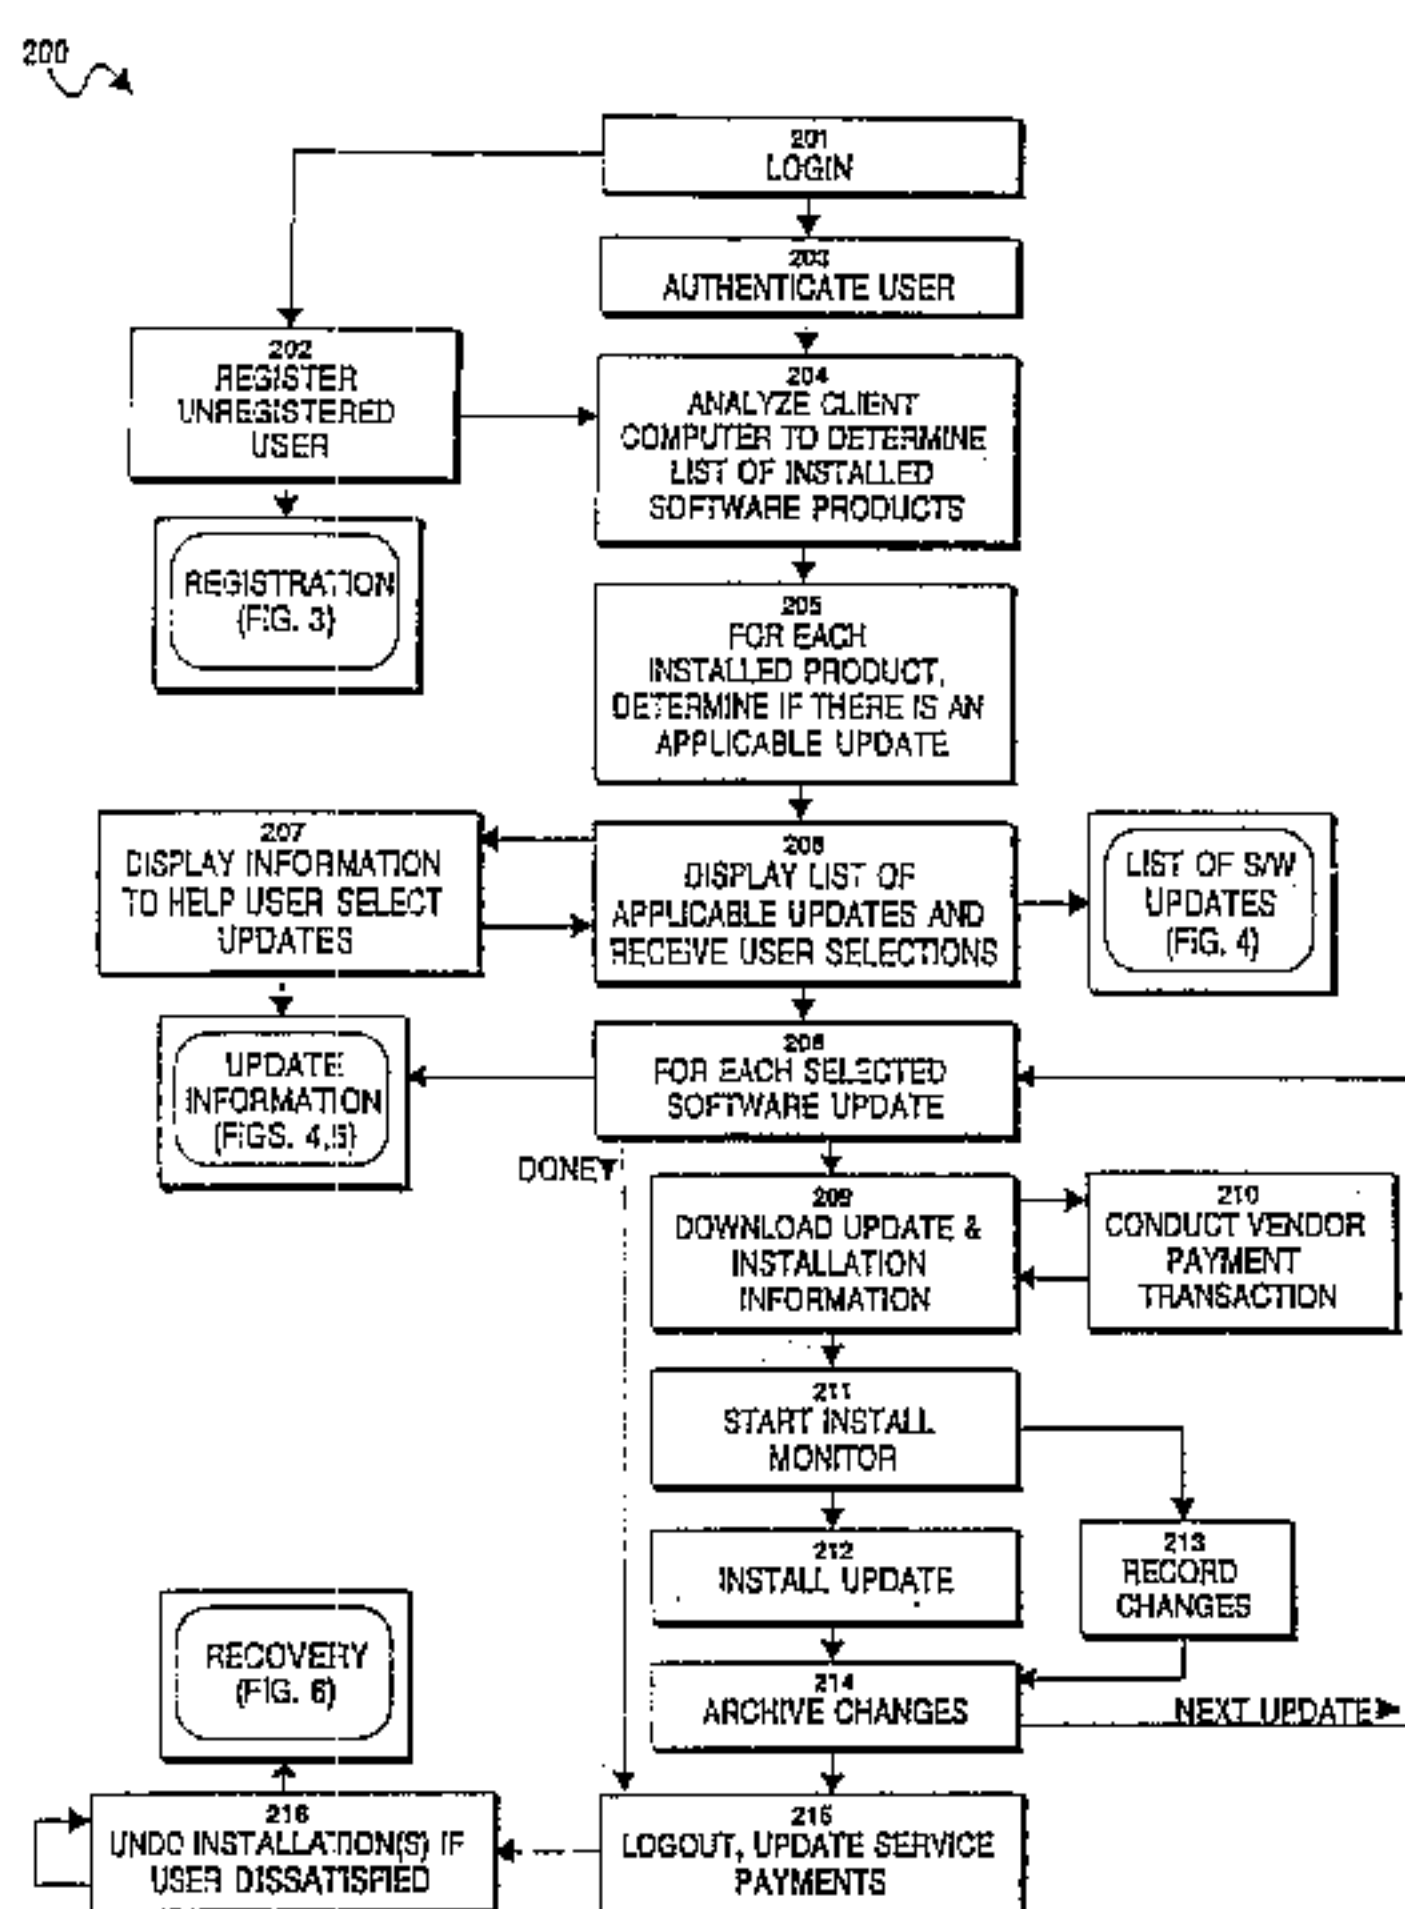 200
201
LOGIN
203
AUTHENTICATE USER
202
REGISTER
UNREGISTERED
USER
204
ANALYZE CLIENT
COMPUTER TO DETERMINE
LIST OF INSTALLED
SOFTWARE PRODUCTS
REGISTRATION
(FIG. 3)
205
FOR EACH
INSTALLED PRODUCT,
DETERMINE IF THERE IS AN
APPLICABLE UPDATE
207
DISPLAY INFORMATION
TO HELP USER SELECT
UPDATES
206
DISPLAY LIST OF
APPLICABLE UPDATES AND
RECEIVE USER SELECTIONS
LIST OF S/W
UPDATES
(FIG. 4)
UPDATE
INFORMATION
(FIGS. 4,5)
208
FOR EACH SELECTED
SOFTWARE UPDATE
DONE
209
DOWNLOAD UPDATE &
INSTALLATION
INFORMATION
210
CONDUCT VENDOR
PAYMENT
TRANSACTION
211
START INSTALL
MONITOR
212
INSTALL UPDATE
213
RECORD
CHANGES
RECOVERY
(FIG. 6)
214
ARCHIVE CHANGES
NEXT UPDATE
216
UNDO INSTALLATION(S) IF
USER DISSATISFIED
215
LOGOUT, UPDATE SERVICE
PAYMENTS